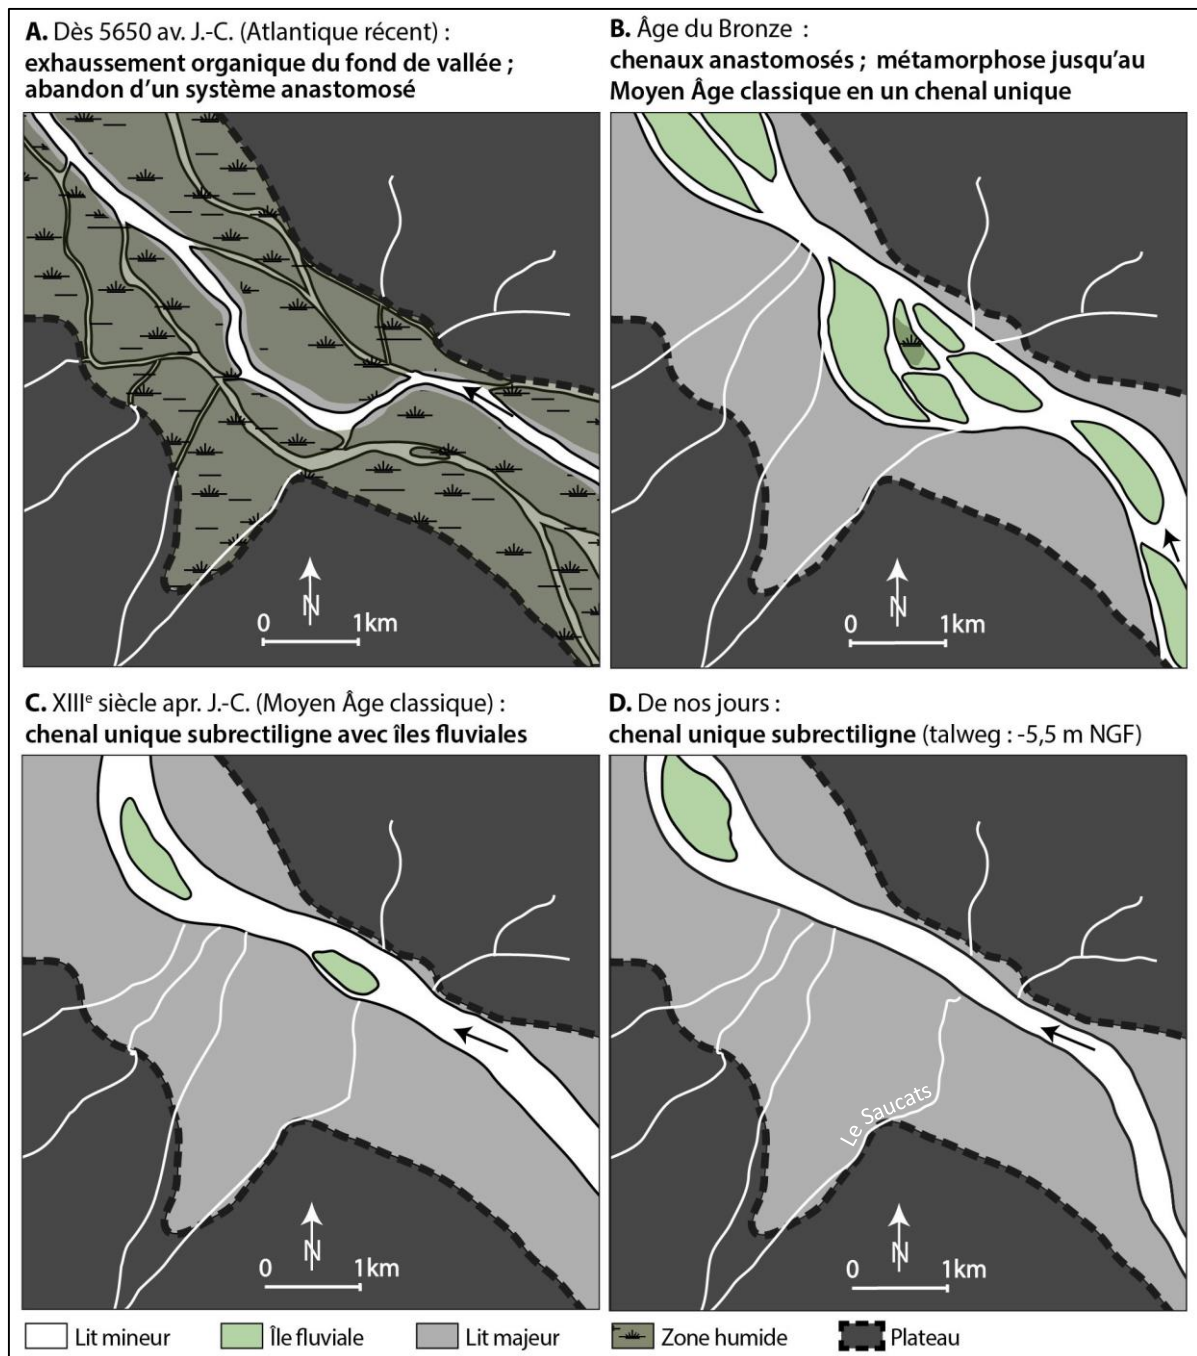 A. Dès 5650 av. J.-C. (Atlantique récent) :
exhaussement organique du fond de vallée ;
abandon d'un système anastomosé
N
0 1km
B. Âge du Bronze :
chenaux anastomosés ; métamorphose jusqu'au
Moyen Âge classique en un chenal unique
N
0 1km
C. XIIIe siècle apr. J.-C. (Moyen Âge classique) :
chenal unique subrectiligne avec îles fluviales
N
0 1km
D. De nos jours :
chenal unique subrectiligne (talweg : -5,5 m NGF)
Le Saucats
N
0 1km
Lit mineur Île fluviale Lit majeur Zone humide Plateau